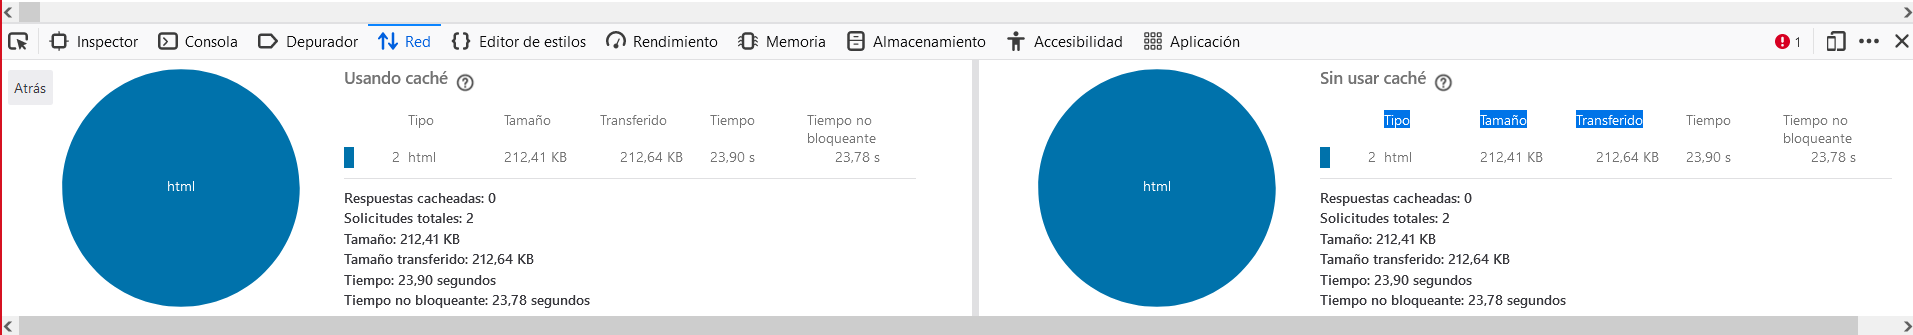 Inspector Consola Depurador Red Editor de estilos Rendimiento Memoria Almacenamiento Accesibilidad Aplicación 1
Atrás
html
Usando caché
Tipo Tamaño Transferido Tiempo Tiempo no bloqueante
2 html 212,41 KB 212,64 KB 23,90 s 23,78 s
Respuestas cacheadas: 0
Solicitudes totales: 2
Tamaño: 212,41 KB
Tamaño transferido: 212,64 KB
Tiempo: 23,90 segundos
Tiempo no bloqueante: 23,78 segundos
html
Sin usar caché
Tipo Tamaño Transferido Tiempo Tiempo no bloqueante
2 html 212,41 KB 212,64 KB 23,90 s 23,78 s
Respuestas cacheadas: 0
Solicitudes totales: 2
Tamaño: 212,41 KB
Tamaño transferido: 212,64 KB
Tiempo: 23,90 segundos
Tiempo no bloqueante: 23,78 segundos